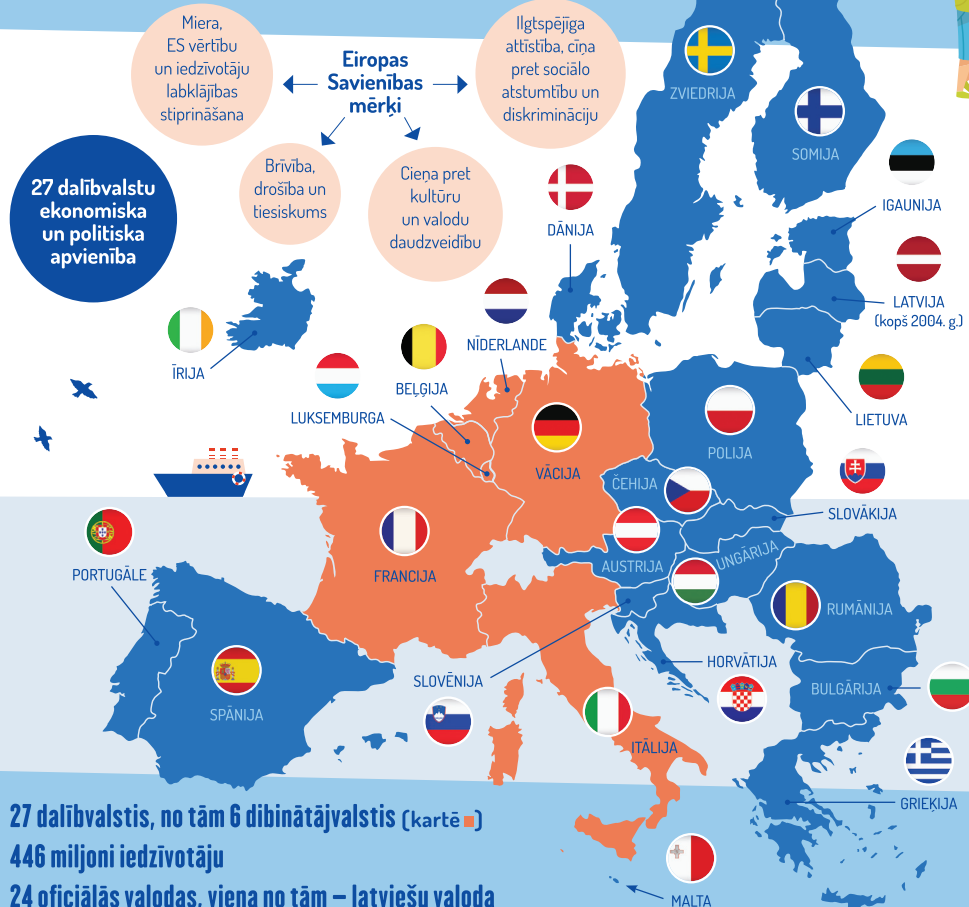 Miera,
ES vērtību
un iedzīvotāju
labklājības
stiprināšana
Eiropas
Savienības
mērķi
Ilgtspējīga
attīstība, cīņa
pret sociālo
atstumtību un
diskrimināciju
Brīvība,
drošība un
tiesiskums
Cieņa pret
kultūru
un valodu
daudzveidību
27 dalībvalstu
ekonomiska
un politiska
apvienība
ZVIEDRIJA
SOMIJA
IGAUNIJA
DĀNIJA
LATVIJA
(kopš 2004. g.)
ĪRIJA
NĪDERLANDE
BEĻĢIJA
LUKSEMBURGA
LIETUVA
POLIJA
VĀCIJA
ČEHIJA
SLOVĀKIJA
PORTUGĀLE
FRANCIJA
AUSTRIJA
UNGĀRIJA
RUMĀNIJA
HORVĀTIJA
SLOVĒNIJA
BULGĀRIJA
SPĀNIJA
ITĀLIJA
GRIEĶIJA
MALTA
27 dalībvalstis, no tām 6 dibinātājvalstis (kartē ■)
446 miljoni iedzīvotāju
24 oficiālās valodas, viena no tām – latviešu valoda